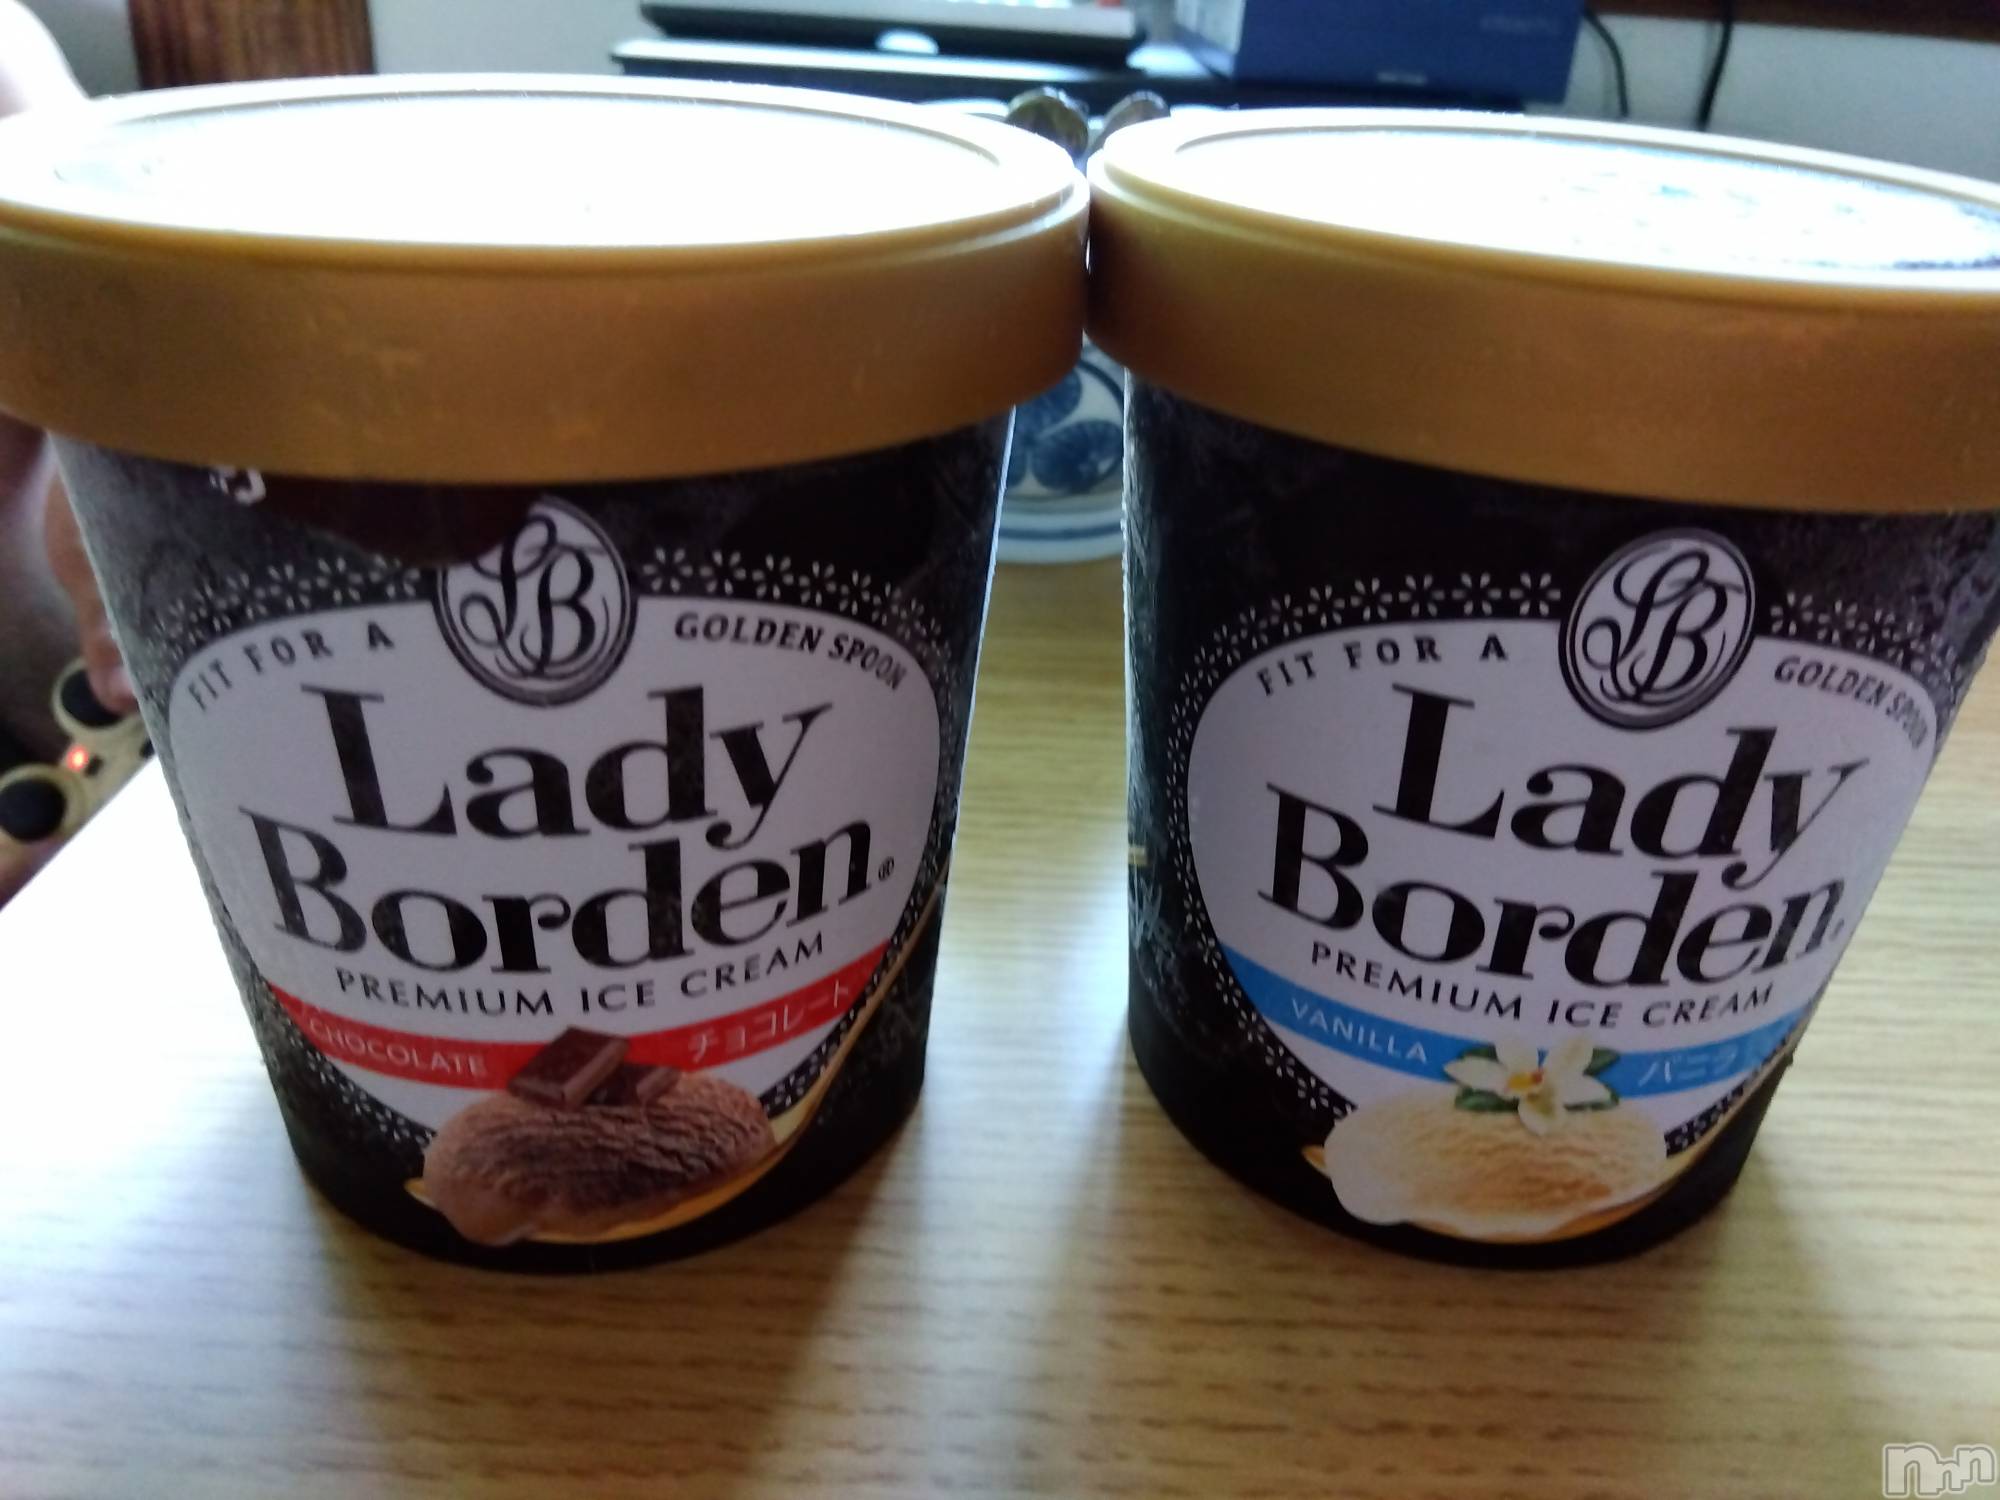 LB
FIT FOR A GOLDEN SPOON
Lady
Borden®
PREMIUM ICE CREAM
CHOCOLATE チョコレート
LB
FIT FOR A GOLDEN SPOON
Lady
Borden
PREMIUM ICE CREAM
VANILLA バニラ
nnn